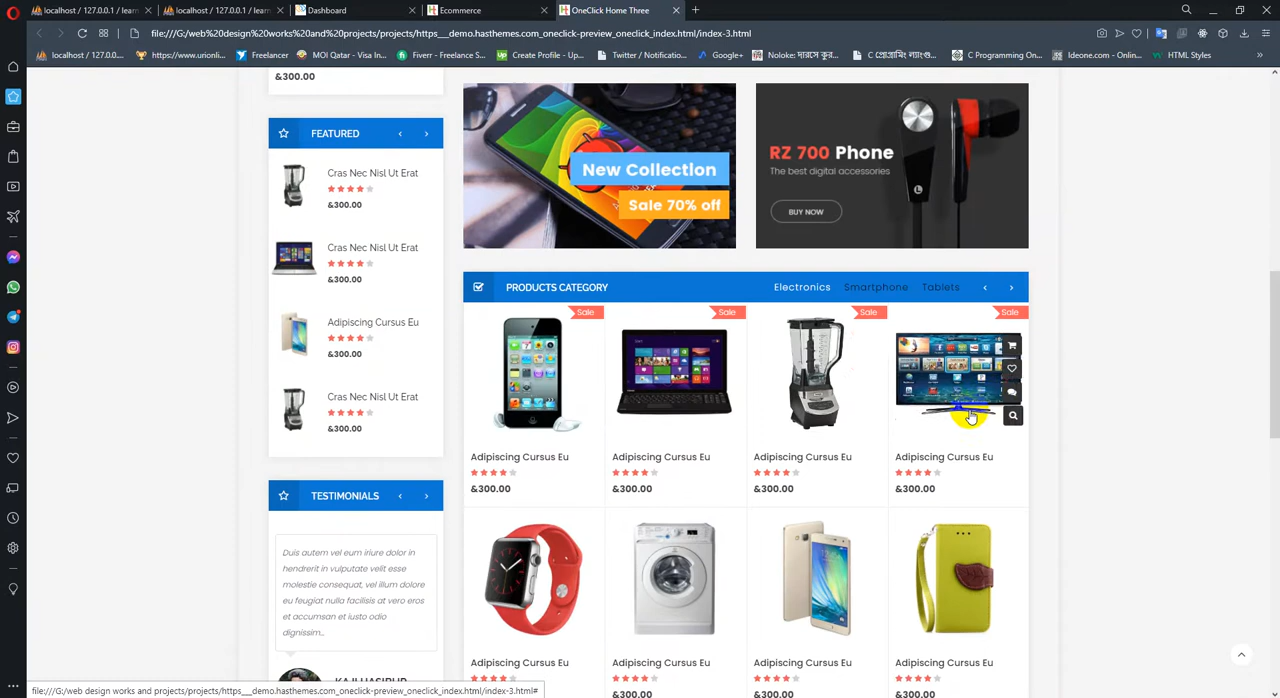 localhost / 127.0.0.1 / learn
localhost / 127.0.0.1 / learn
Dashboard
Ecommerce
OneClick Home Three
file:///G:/web%20design%20works%20and%20projects/projects/https___demo.hasthemes.com_oneclick-preview_oneclick_index.html/index-3.html
localhost / 127.0.0....
https://www.urionli...
Freelancer
MOI Qatar - Visa In...
Fiverr - Freelance S...
Create Profile - Up...
Twitter / Notificatio...
Google+
Noloke: দারসে কু...
C প্রোগ্রামিং ল্যাংগু...
C Programming On...
Ideone.com - Onlin...
HTML Styles
&300.00
FEATURED
Cras Nec Nisl Ut Erat
&300.00
Cras Nec Nisl Ut Erat
&300.00
Adipiscing Cursus Eu
&300.00
Cras Nec Nisl Ut Erat
&300.00
TESTIMONIALS
Duis autem vel eum iriure dolor in
hendrerit in vulputate velit esse
molestie consequat, vel illum dolore
eu feugiat nulla facilisis at vero eros
et accumsan et iusto odio
dignissim...
New Collection
Sale 70% off
RZ 700 Phone
The best digital accessories
BUY NOW
PRODUCTS CATEGORY
Electronics Smartphone Tablets
Sale Sale Sale Sale
Adipiscing Cursus Eu Adipiscing Cursus Eu Adipiscing Cursus Eu Adipiscing Cursus Eu
&300.00 &300.00 &300.00 &300.00
Adipiscing Cursus Eu Adipiscing Cursus Eu Adipiscing Cursus Eu Adipiscing Cursus Eu
&300.00 &300.00 &300.00
file:///G:/web design works and projects/projects/https___demo.hasthemes.com_oneclick-preview_oneclick_index.html/index-3.html#